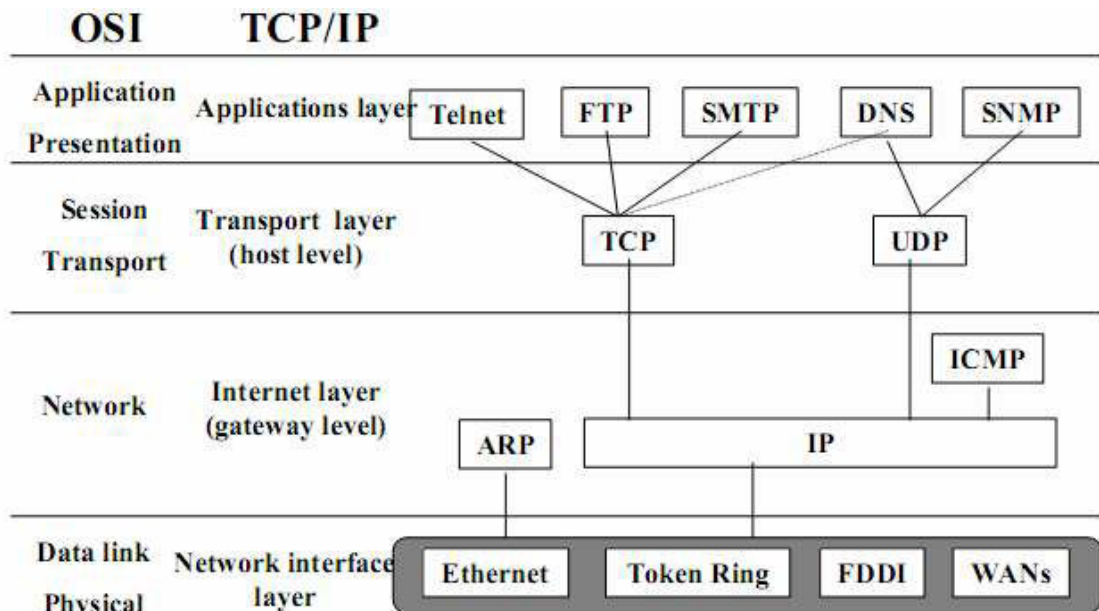 OSI TCP/IP
Application
Presentation
Applications layer
Telnet FTP SMTP DNS SNMP
Session
Transport
Transport layer
(host level)
TCP UDP
Network
Internet layer
(gateway level)
ICMP
ARP IP
Data link
Physical
Network interface
layer
Ethernet Token Ring FDDI WANs